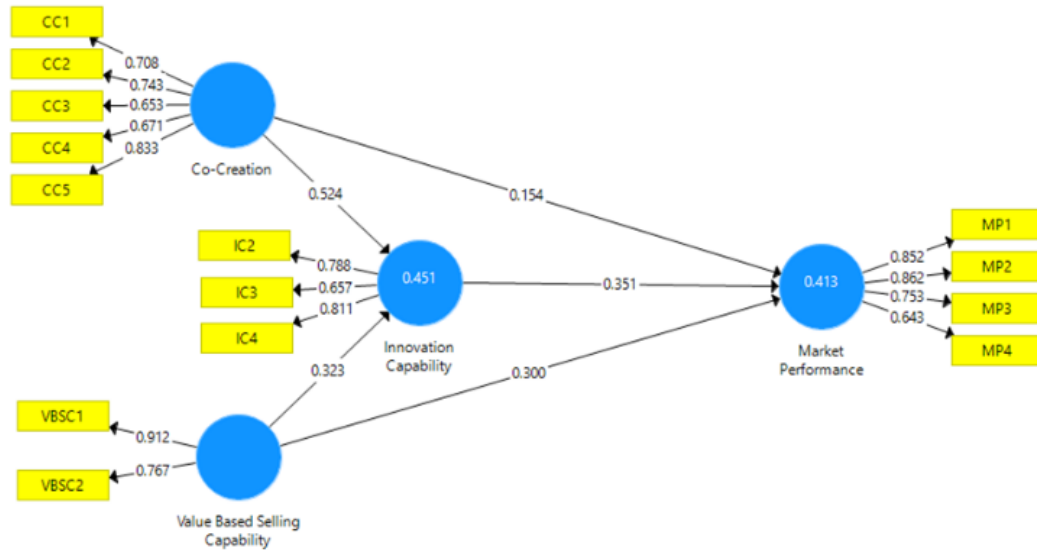 CC1
CC2
CC3
CC4
CC5
0.708
0.743
0.653
0.671
0.833
Co-Creation
0.524
0.154
IC2
IC3
IC4
0.788
0.657
0.811
0.451
Innovation
Capability
0.351
0.413
Market
Performance
0.852
0.862
0.753
0.643
MP1
MP2
MP3
MP4
0.323
0.300
VBSC1
VBSC2
0.912
0.767
Value Based Selling
Capability